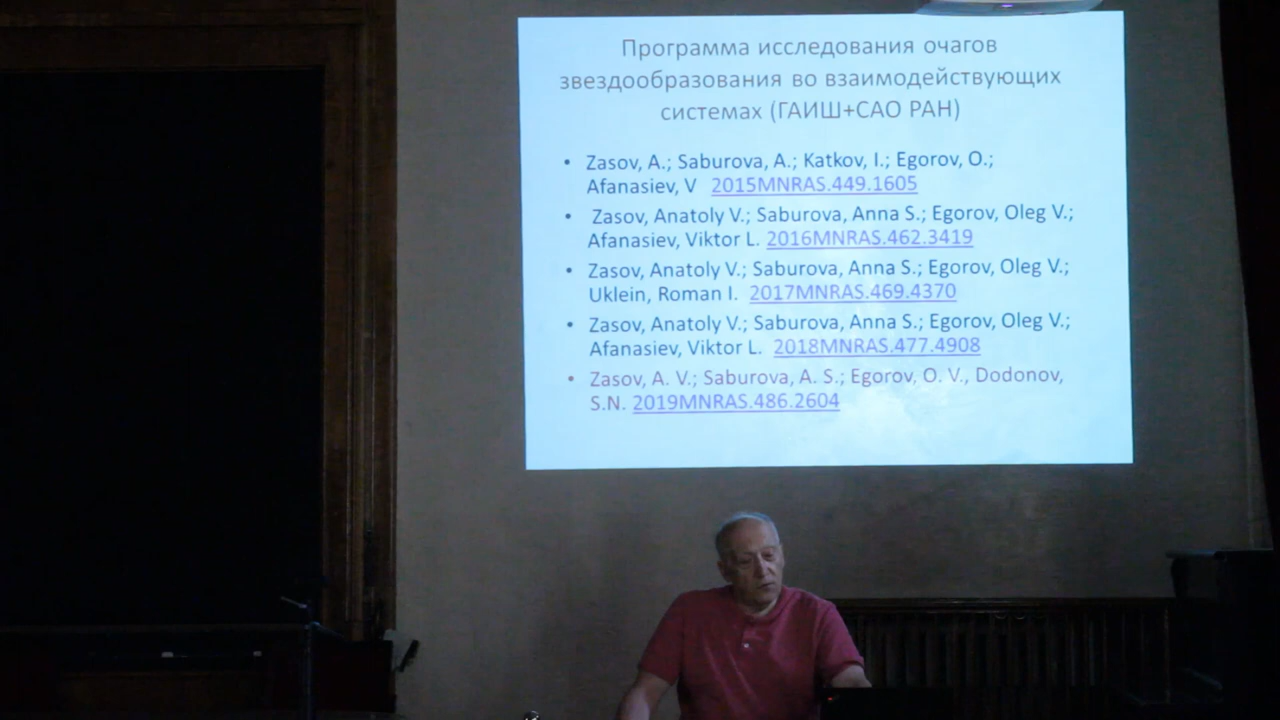 Программа исследования очагов
звездообразования во взаимодействующих
системах (ГАИШ+САО РАН)
• Zasov, A.; Saburova, A.; Katkov, I.; Egorov, O.;
Afanasiev, V 2015MNRAS.449.1605
• Zasov, Anatoly V.; Saburova, Anna S.; Egorov, Oleg V.;
Afanasiev, Viktor L. 2016MNRAS.462.3419
• Zasov, Anatoly V.; Saburova, Anna S.; Egorov, Oleg V.;
Uklein, Roman I. 2017MNRAS.469.4370
• Zasov, Anatoly V.; Saburova, Anna S.; Egorov, Oleg V.;
Afanasiev, Viktor L. 2018MNRAS.477.4908
• Zasov, A. V.; Saburova, A. S.; Egorov, O. V., Dodonov,
S.N. 2019MNRAS.486.2604